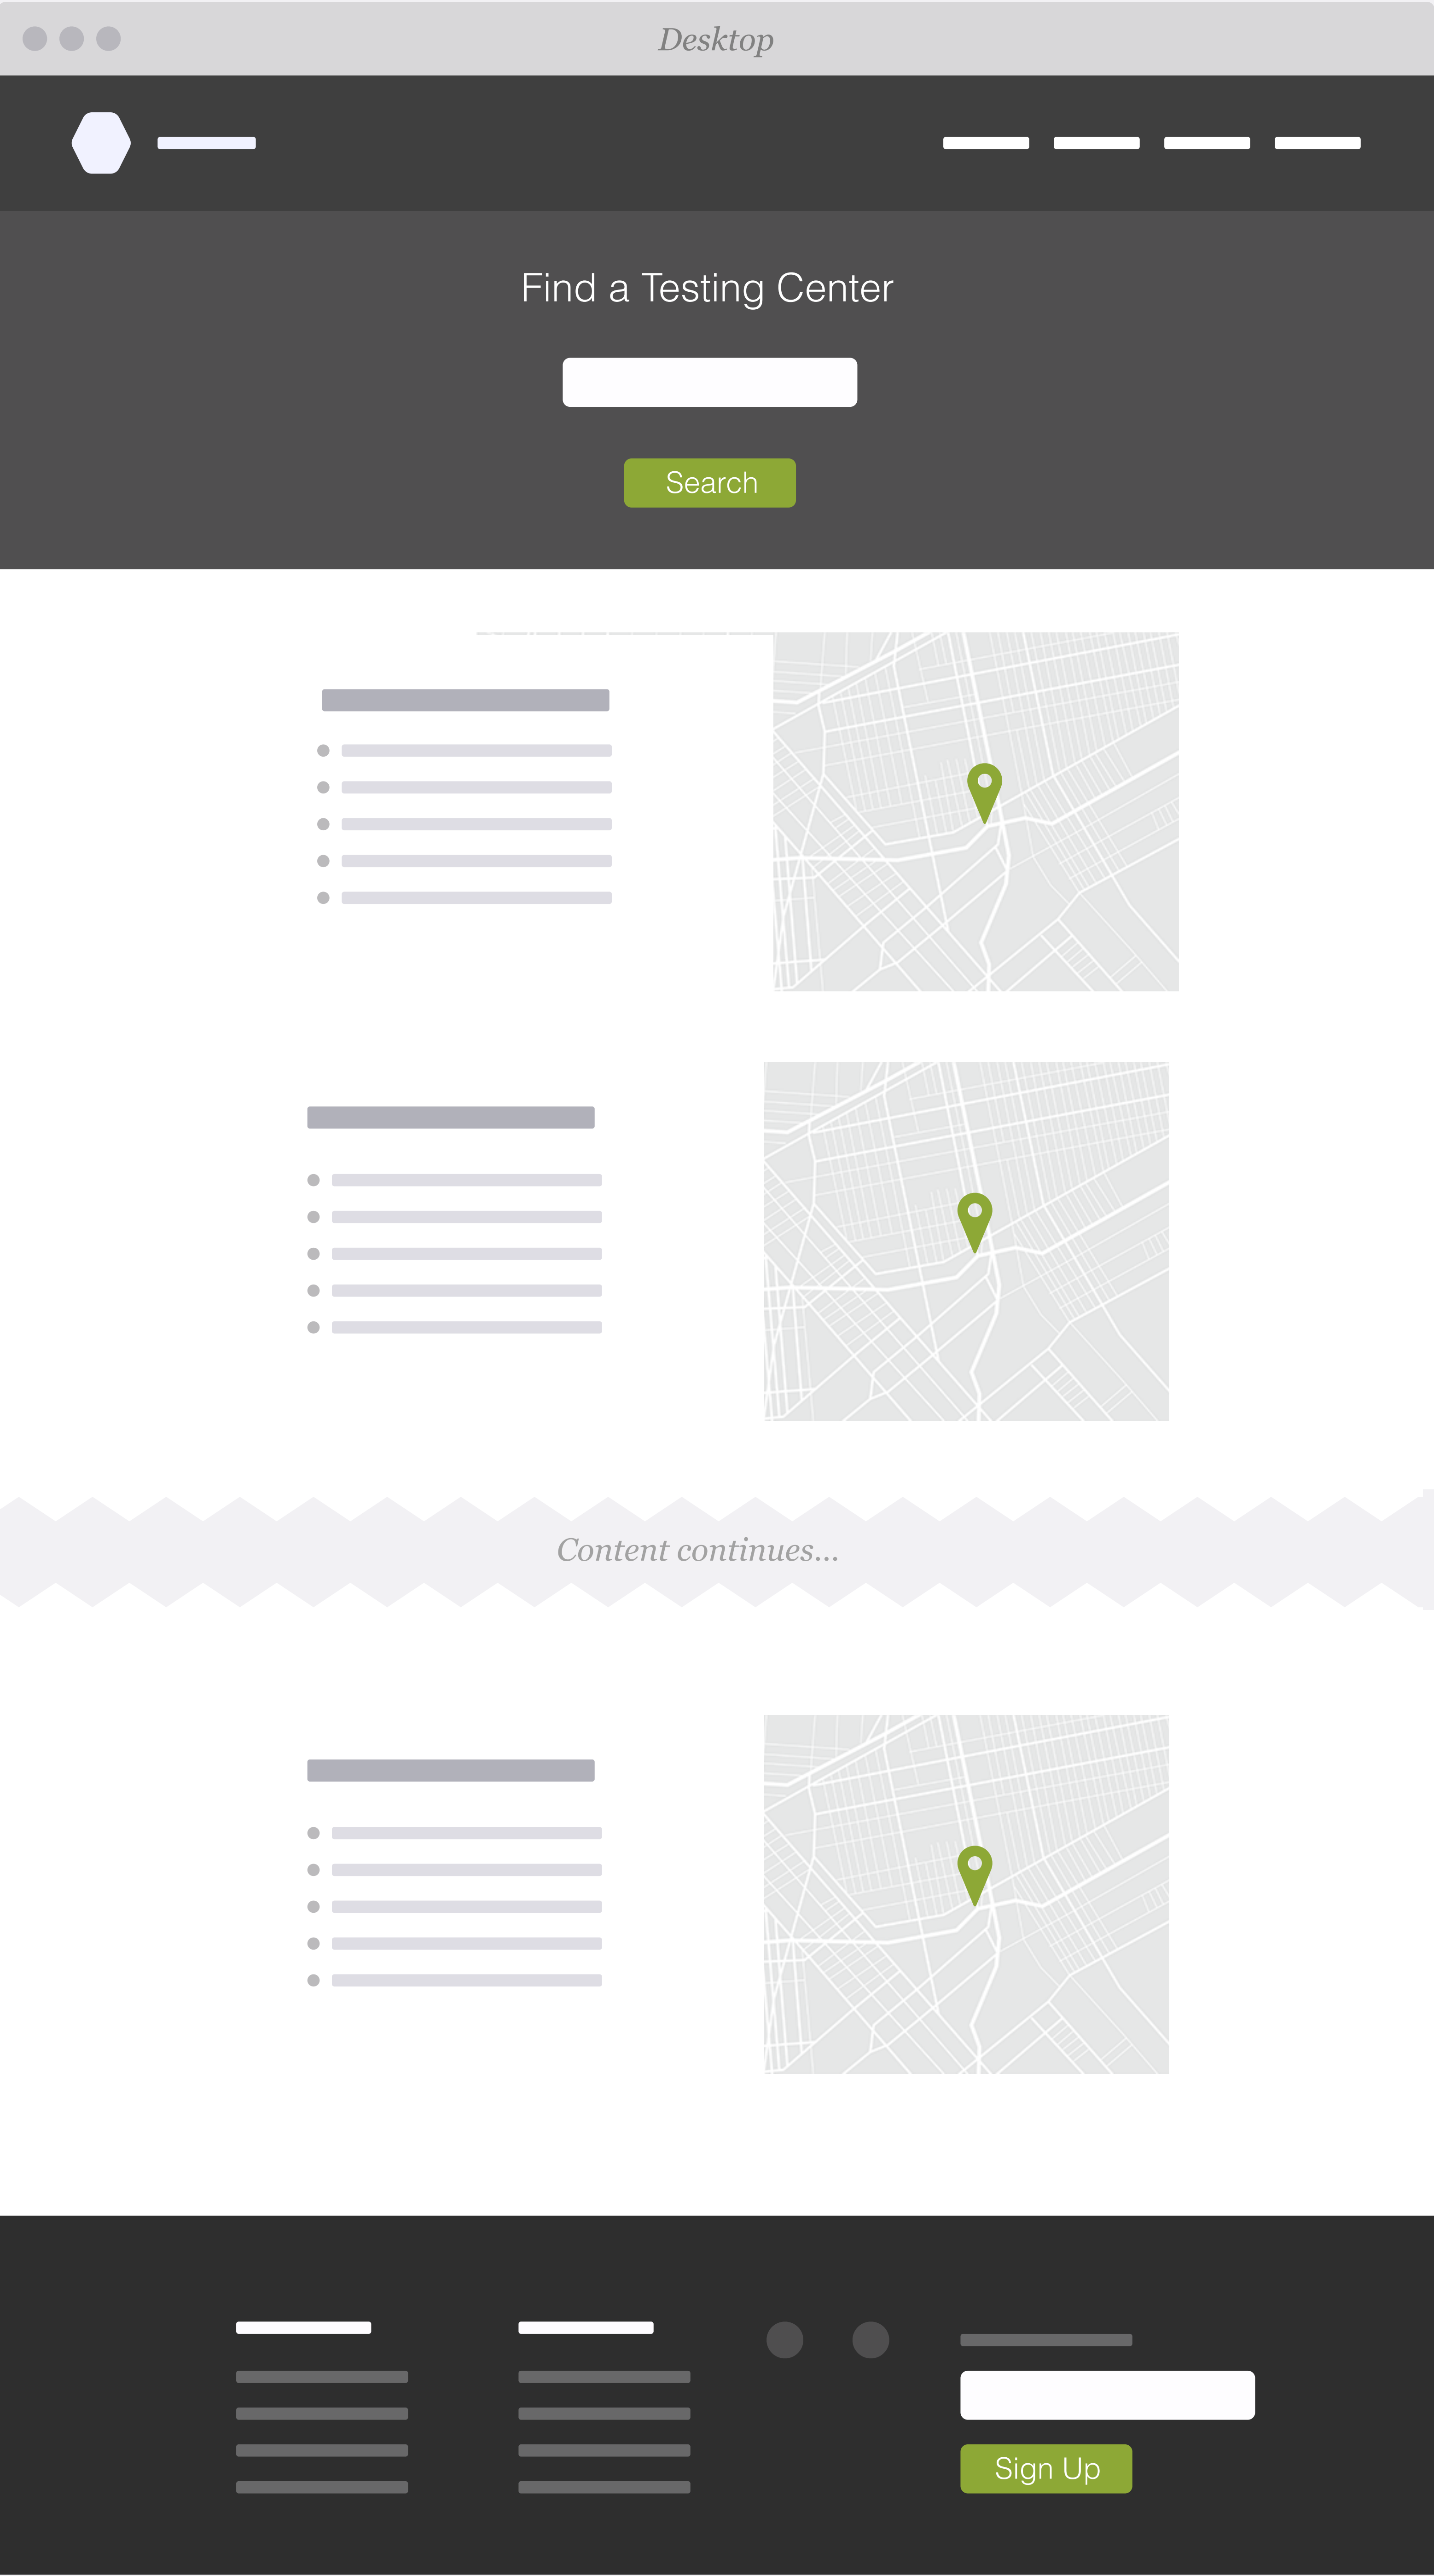 Desktop
Find a Testing Center
Search
Content continues...
Sign Up